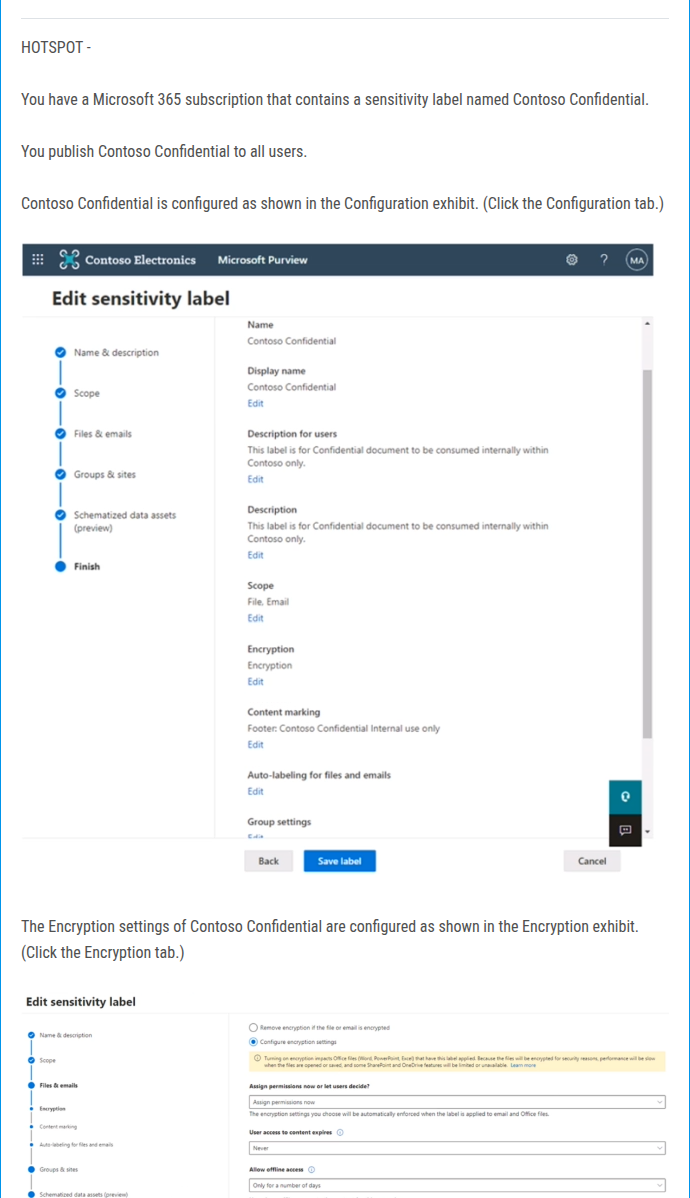 HOTSPOT -
You have a Microsoft 365 subscription that contains a sensitivity label named Contoso Confidential.
You publish Contoso Confidential to all users.
Contoso Confidential is configured as shown in the Configuration exhibit. (Click the Configuration tab.)
Contoso Electronics Microsoft Purview ? MA
Edit sensitivity label
Name & description
Scope
Files & emails
Groups & sites
Schematized data assets
(preview)
Finish
Name
Contoso Confidential
Display name
Contoso Confidential
Edit
Description for users
This label is for Confidential document to be consumed internally within
Contoso only.
Edit
Description
This label is for Confidential document to be consumed internally within
Contoso only.
Edit
Scope
File, Email
Edit
Encryption
Encryption
Edit
Content marking
Footer: Contoso Confidential Internal use only
Edit
Auto-labeling for files and emails
Edit
Group settings
Edit
Back Save label Cancel
The Encryption settings of Contoso Confidential are configured as shown in the Encryption exhibit.
(Click the Encryption tab.)
Edit sensitivity label
Name & description
Scope
Files & emails
Encryption
Content marking
Auto-labeling for files and emails
Groups & sites
Schematized data assets (preview)
Remove encryption if the file or email is encrypted
Configure encryption settings
Turning on encryption impacts Office files (Word, PowerPoint, Excel) that have this label applied. Because the files will be encrypted for security reasons, performance will be slow
when the files are opened or saved, and some SharePoint and OneDrive features will be limited or unavailable. Learn more
Assign permissions now or let users decide?
Assign permissions now
The encryption settings you choose will be automatically enforced when the label is applied to email and Office files.
User access to content expires
Never
Allow offline access
Only for a number of days